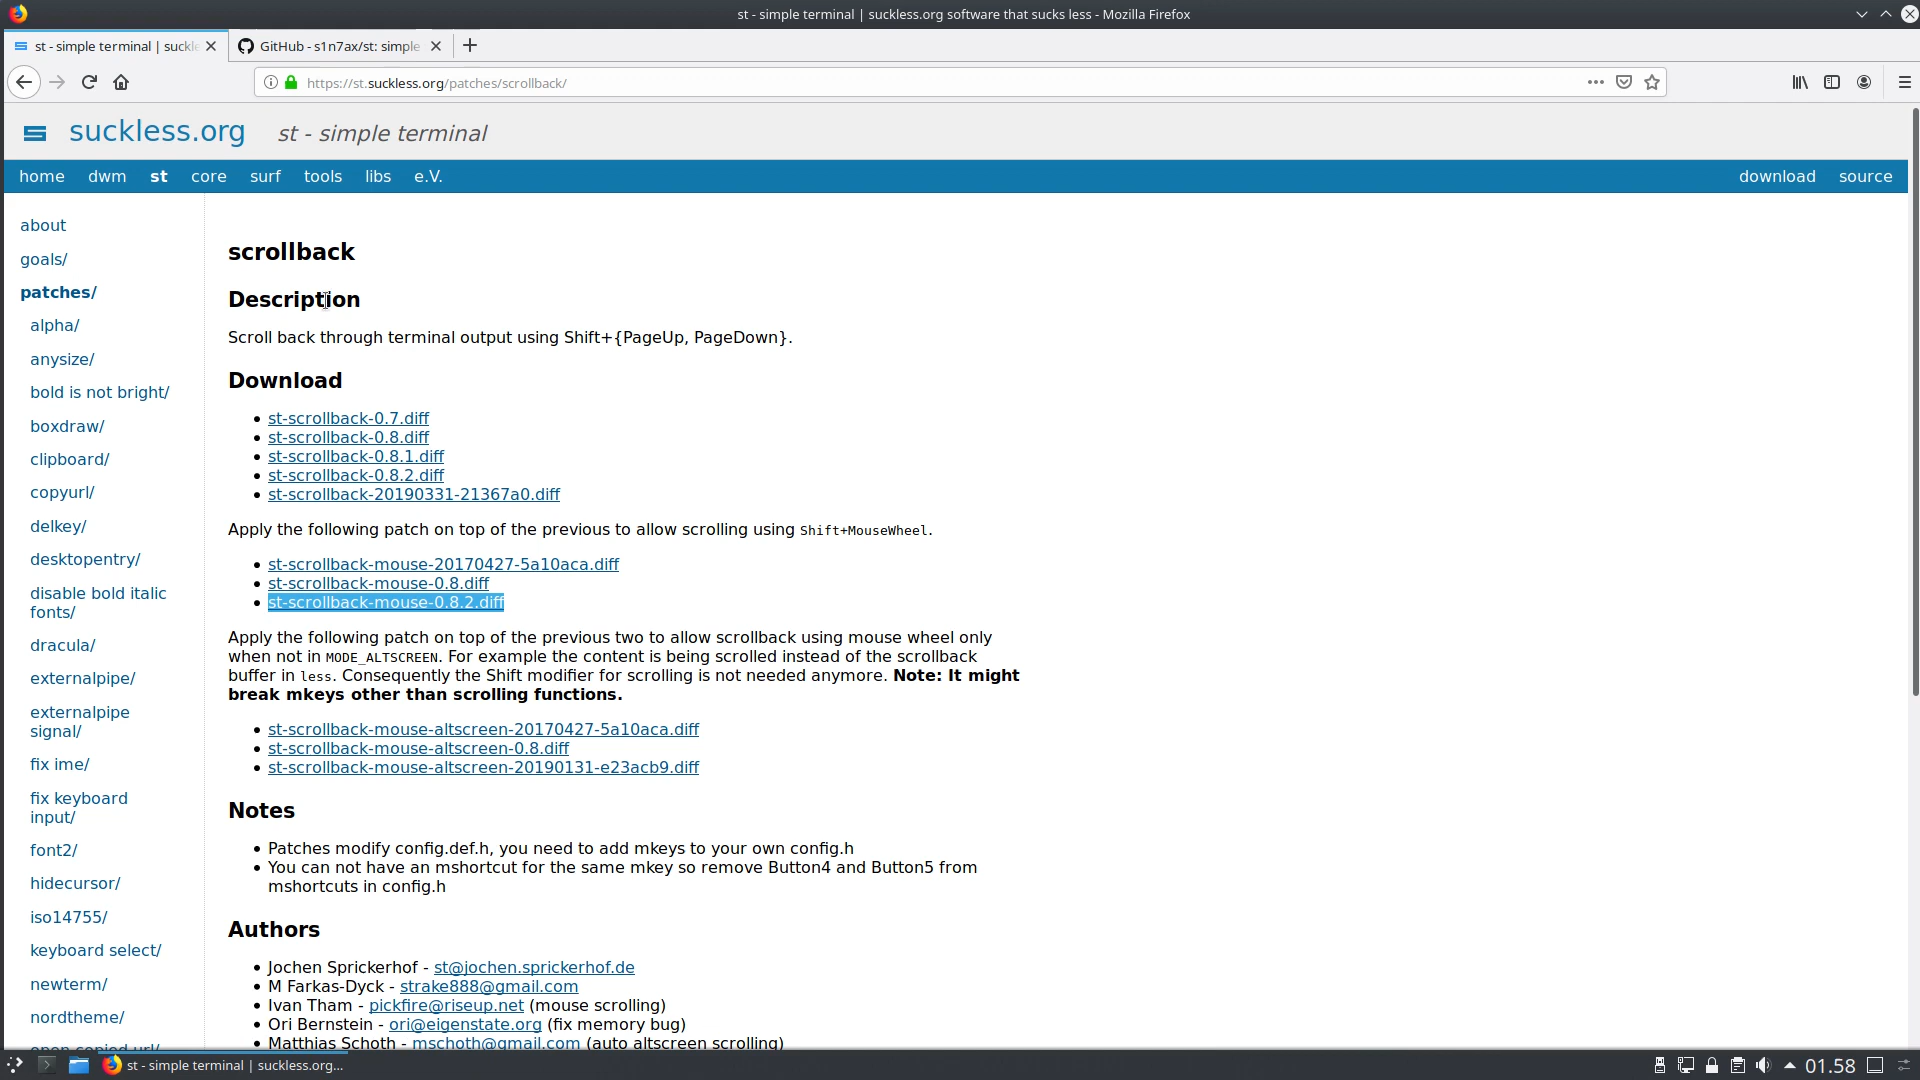 st - simple terminal | suckless.org software that sucks less - Mozilla Firefox
st - simple terminal | suckle
GitHub - s1n7ax/st: simple
https://st.suckless.org/patches/scrollback/
suckless.org st - simple terminal
home dwm st core surf tools libs e.V. download source
about
goals/
patches/
alpha/
anysize/
bold is not bright/
boxdraw/
clipboard/
copyurl/
delkey/
desktopentry/
disable bold italic
fonts/
dracula/
externalpipe/
externalpipe
signal/
fix ime/
fix keyboard
input/
font2/
hidecursor/
iso14755/
keyboard select/
newterm/
nordtheme/
open copied url/
scrollback
Description
Scroll back through terminal output using Shift+{PageUp, PageDown}.
Download
st-scrollback-0.7.diff
st-scrollback-0.8.diff
st-scrollback-0.8.1.diff
st-scrollback-0.8.2.diff
st-scrollback-20190331-21367a0.diff
Apply the following patch on top of the previous to allow scrolling using Shift+MouseWheel.
st-scrollback-mouse-20170427-5a10aca.diff
st-scrollback-mouse-0.8.diff
st-scrollback-mouse-0.8.2.diff
Apply the following patch on top of the previous two to allow scrollback using mouse wheel only
when not in MODE_ALTSCREEN. For example the content is being scrolled instead of the scrollback
buffer in less. Consequently the Shift modifier for scrolling is not needed anymore. Note: It might
break mkeys other than scrolling functions.
st-scrollback-mouse-altscreen-20170427-5a10aca.diff
st-scrollback-mouse-altscreen-0.8.diff
st-scrollback-mouse-altscreen-20190131-e23acb9.diff
Notes
Patches modify config.def.h, you need to add mkeys to your own config.h
You can not have an mshortcut for the same mkey so remove Button4 and Button5 from
mshortcuts in config.h
Authors
Jochen Sprickerhof - st@jochen.sprickerhof.de
M Farkas-Dyck - strake888@gmail.com
Ivan Tham - pickfire@riseup.net (mouse scrolling)
Ori Bernstein - ori@eigenstate.org (fix memory bug)
Matthias Schoth - mschoth@gmail.com (auto altscreen scrolling)
st - simple terminal | suckless.org...
01.58